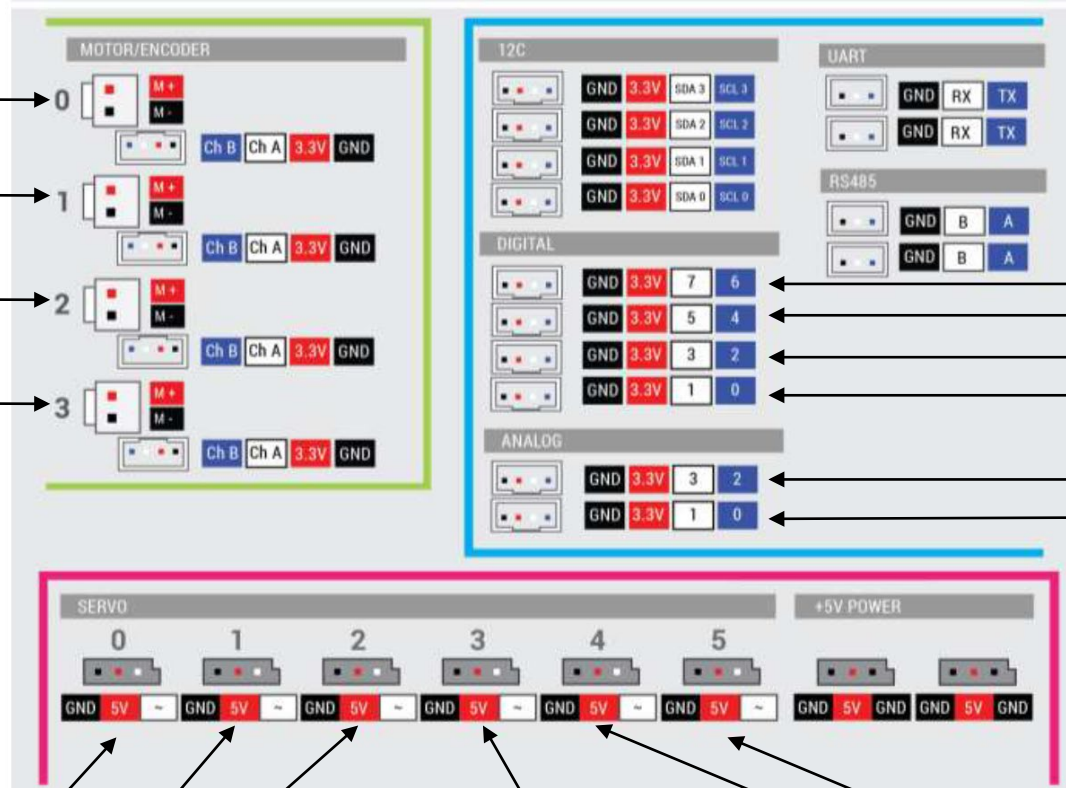 MOTOR/ENCODER
0
M +
M -
Ch B Ch A 3.3V GND
1
M +
M -
Ch B Ch A 3.3V GND
2
M +
M -
Ch B Ch A 3.3V GND
3
M +
M -
Ch B Ch A 3.3V GND
12C
GND 3.3V SDA 3 SCL 3
GND 3.3V SDA 2 SCL 2
GND 3.3V SDA 1 SCL 1
GND 3.3V SDA 0 SCL 0
UART
GND RX TX
GND RX TX
RS485
GND B A
GND B A
DIGITAL
GND 3.3V 7 6
GND 3.3V 5 4
GND 3.3V 3 2
GND 3.3V 1 0
ANALOG
GND 3.3V 3 2
GND 3.3V 1 0
SERVO
0 1 2 3 4 5
GND 5V ~ GND 5V ~ GND 5V ~ GND 5V ~ GND 5V ~ GND 5V ~
+5V POWER
GND 5V GND GND 5V GND